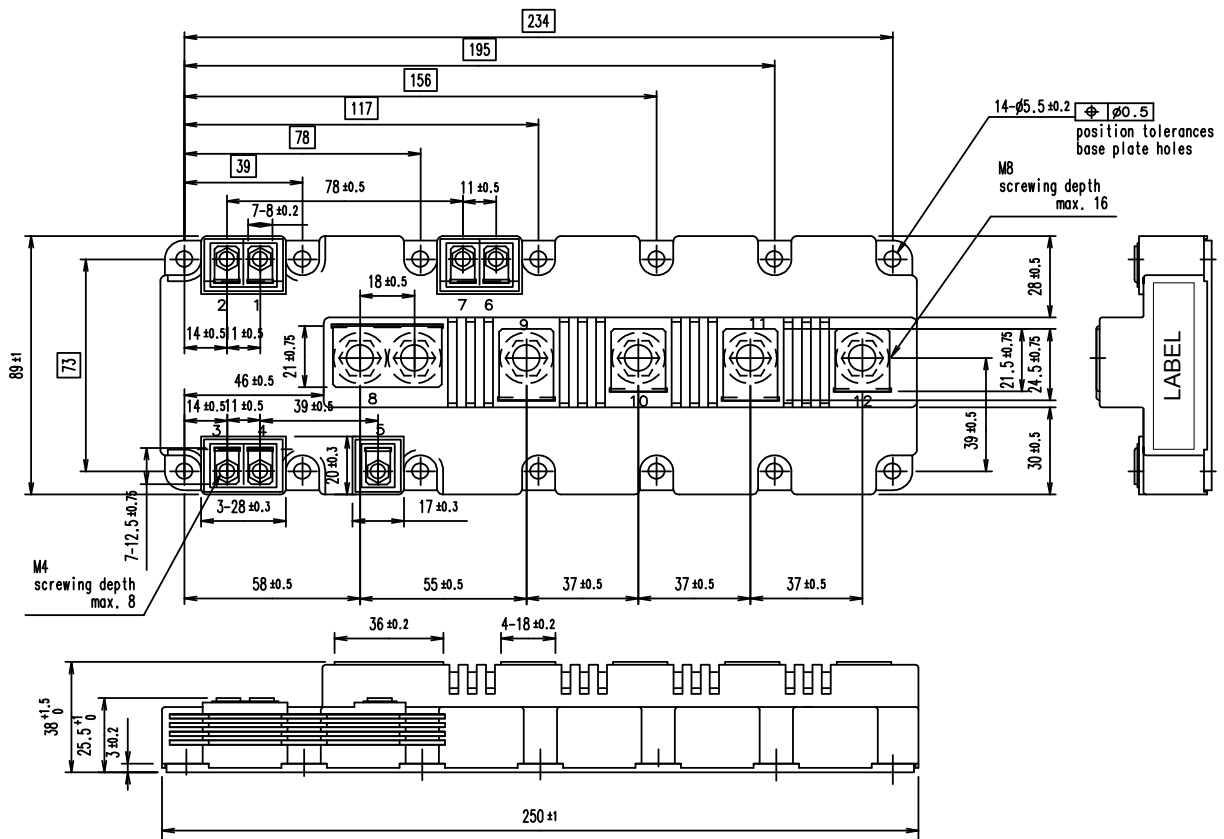 234
195
156
117
78
39
78 ±0.5
11 ±0.5
7-8 ±0.2
14-ø5.5 ±0.2 ⌖ ø0.5
position tolerances
base plate holes
M8
screwing depth
max. 16
2 1
7 6
18 ±0.5
14 ±0.5 11 ±0.5
89 ±1
73
21 ±0.75
46 ±0.5
8
9
10
11
12
28 ±0.5
21.5 ±0.75
24.5 ±0.75
39 ±0.5
30 ±0.5
LABEL
14 ±0.5 11 ±0.5
39 ±0.5
3 4 5
20 ±0.3
7-12.5 ±0.75
3-28 ±0.3
17 ±0.3
M4
screwing depth
max. 8
58 ±0.5
55 ±0.5
37 ±0.5
37 ±0.5
37 ±0.5
36 ±0.2
4-18 ±0.2
38 +1.5 0
25.5 +1 0
3 ±0.2
250 ±1